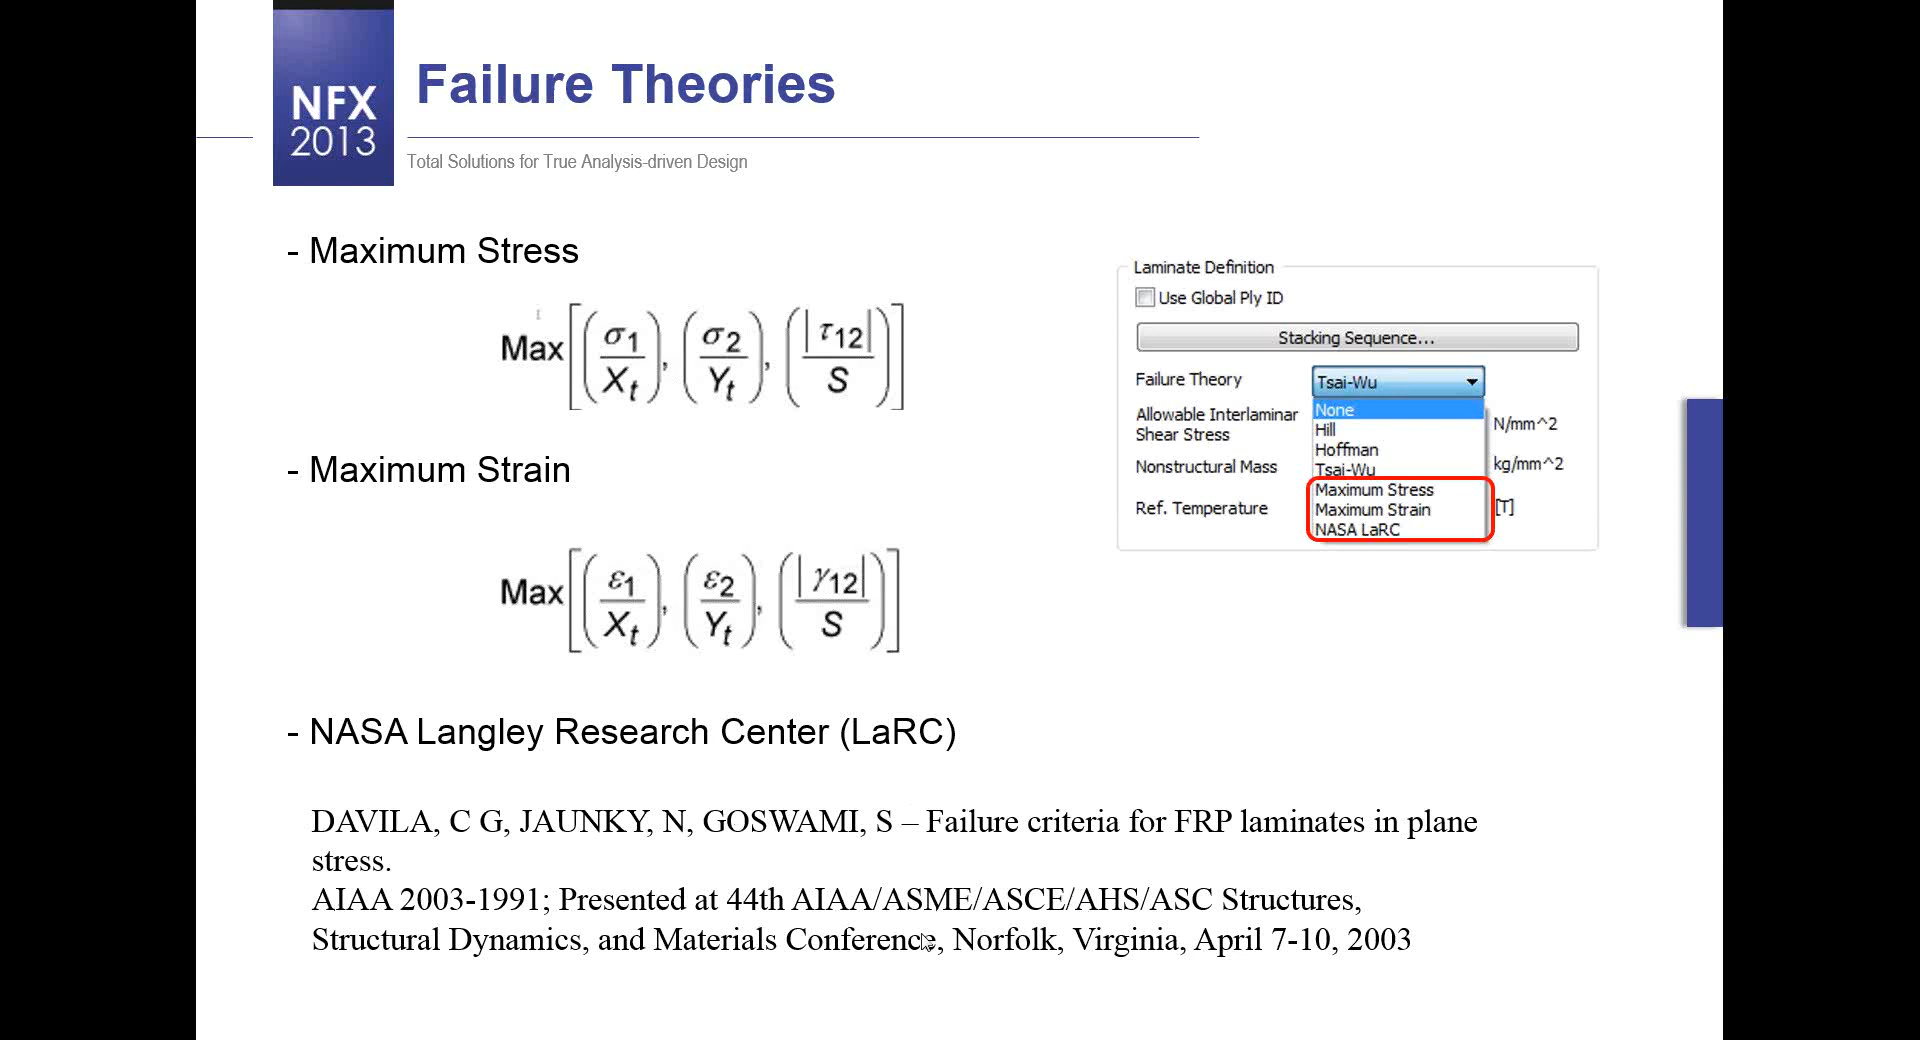 NFX
2013
Failure Theories
Total Solutions for True Analysis-driven Design
- Maximum Stress
Max[(σ1/Xt), (σ2/Yt), (|τ12|/S)]
- Maximum Strain
Max[(ε1/Xt), (ε2/Yt), (|γ12|/S)]
- NASA Langley Research Center (LaRC)
DAVILA, C G, JAUNKY, N, GOSWAMI, S – Failure criteria for FRP laminates in plane
stress.
AIAA 2003-1991; Presented at 44th AIAA/ASME/ASCE/AHS/ASC Structures,
Structural Dynamics, and Materials Conference, Norfolk, Virginia, April 7-10, 2003
Laminate Definition
Use Global Ply ID
Stacking Sequence...
Failure Theory
Tsai-Wu
None
Hill
Hoffman
Tsai-Wu
Maximum Stress
Maximum Strain
NASA LaRC
Allowable Interlaminar
Shear Stress
N/mm^2
Nonstructural Mass
kg/mm^2
Ref. Temperature
[T]